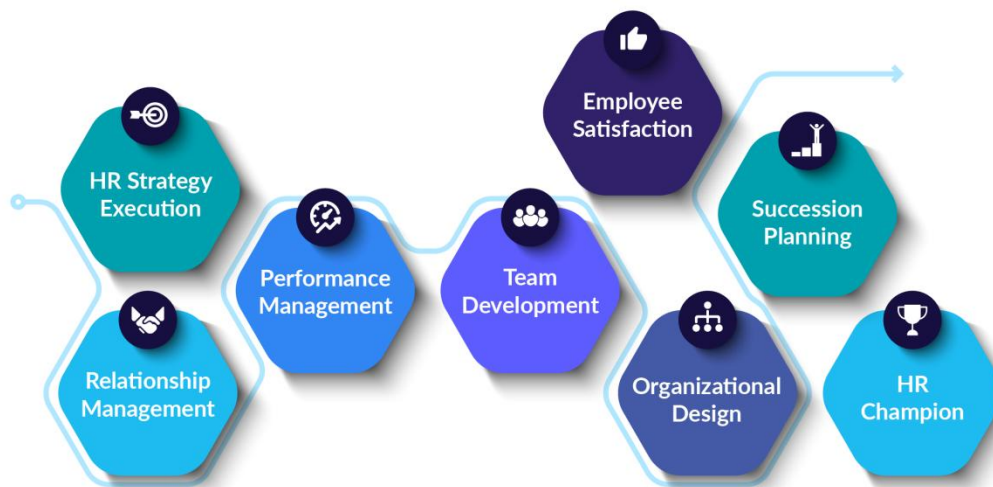 HR Strategy
Execution
Relationship
Management
Performance
Management
Team
Development
Employee
Satisfaction
Organizational
Design
Succession
Planning
HR
Champion